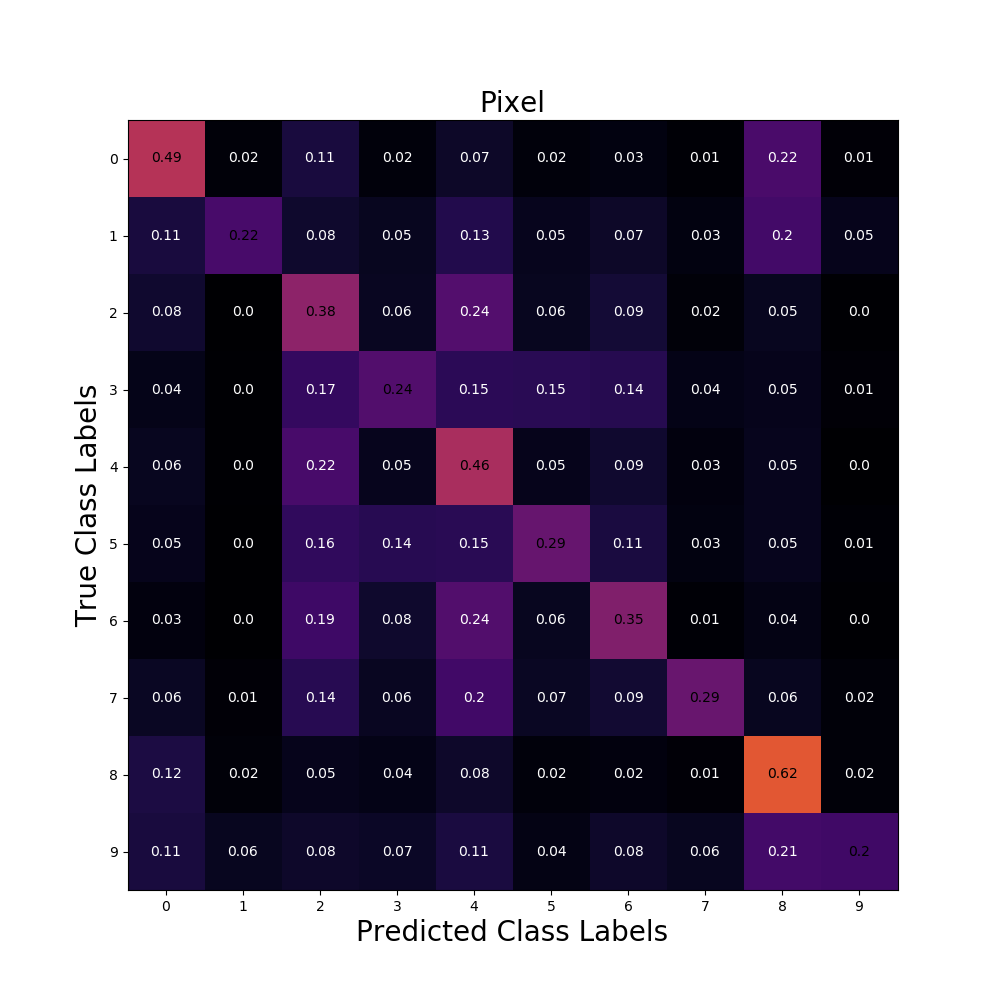 Pixel
True Class Labels
0 0.49 0.02 0.11 0.02 0.07 0.02 0.03 0.01 0.22 0.01
1 0.11 0.22 0.08 0.05 0.13 0.05 0.07 0.03 0.2 0.05
2 0.08 0.0 0.38 0.06 0.24 0.06 0.09 0.02 0.05 0.0
3 0.04 0.0 0.17 0.24 0.15 0.15 0.14 0.04 0.05 0.01
4 0.06 0.0 0.22 0.05 0.46 0.05 0.09 0.03 0.05 0.0
5 0.05 0.0 0.16 0.14 0.15 0.29 0.11 0.03 0.05 0.01
6 0.03 0.0 0.19 0.08 0.24 0.06 0.35 0.01 0.04 0.0
7 0.06 0.01 0.14 0.06 0.2 0.07 0.09 0.29 0.06 0.02
8 0.12 0.02 0.05 0.04 0.08 0.02 0.02 0.01 0.62 0.02
9 0.11 0.06 0.08 0.07 0.11 0.04 0.08 0.06 0.21 0.2
0 1 2 3 4 5 6 7 8 9
Predicted Class Labels